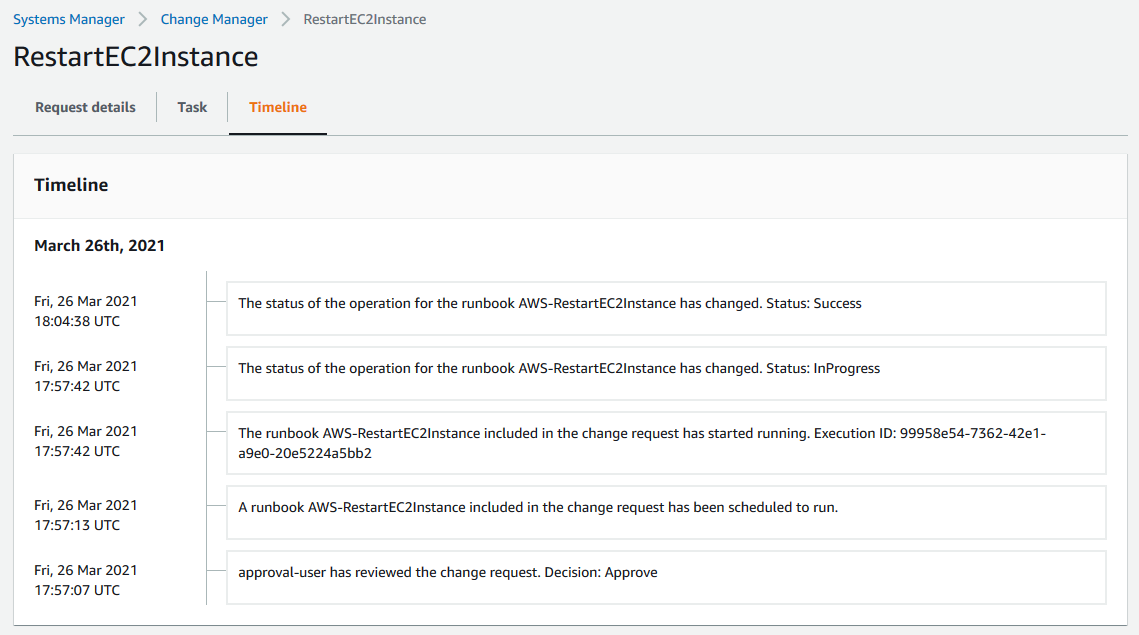 Systems Manager > Change Manager > RestartEC2Instance
RestartEC2Instance
Request details Task Timeline
Timeline
March 26th, 2021
Fri, 26 Mar 2021
18:04:38 UTC
The status of the operation for the runbook AWS-RestartEC2Instance has changed. Status: Success
Fri, 26 Mar 2021
17:57:42 UTC
The status of the operation for the runbook AWS-RestartEC2Instance has changed. Status: InProgress
Fri, 26 Mar 2021
17:57:42 UTC
The runbook AWS-RestartEC2Instance included in the change request has started running. Execution ID: 99958e54-7362-42e1-
a9e0-20e5224a5bb2
Fri, 26 Mar 2021
17:57:13 UTC
A runbook AWS-RestartEC2Instance included in the change request has been scheduled to run.
Fri, 26 Mar 2021
17:57:07 UTC
approval-user has reviewed the change request. Decision: Approve